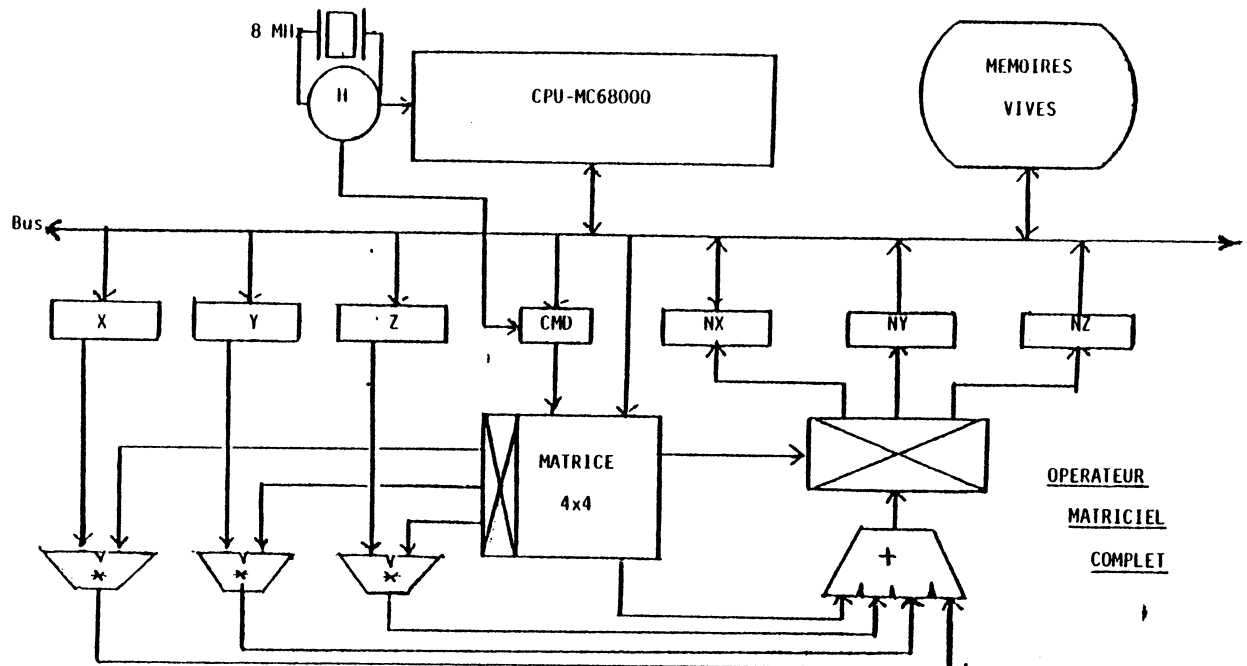 8 MHz
H
CPU-MC68000
MEMOIRES
VIVES
Bus
X
Y
Z
CMD
NX
NY
NZ
MATRICE
4x4
*
*
*
+
OPERATEUR
MATRICIEL
COMPLET